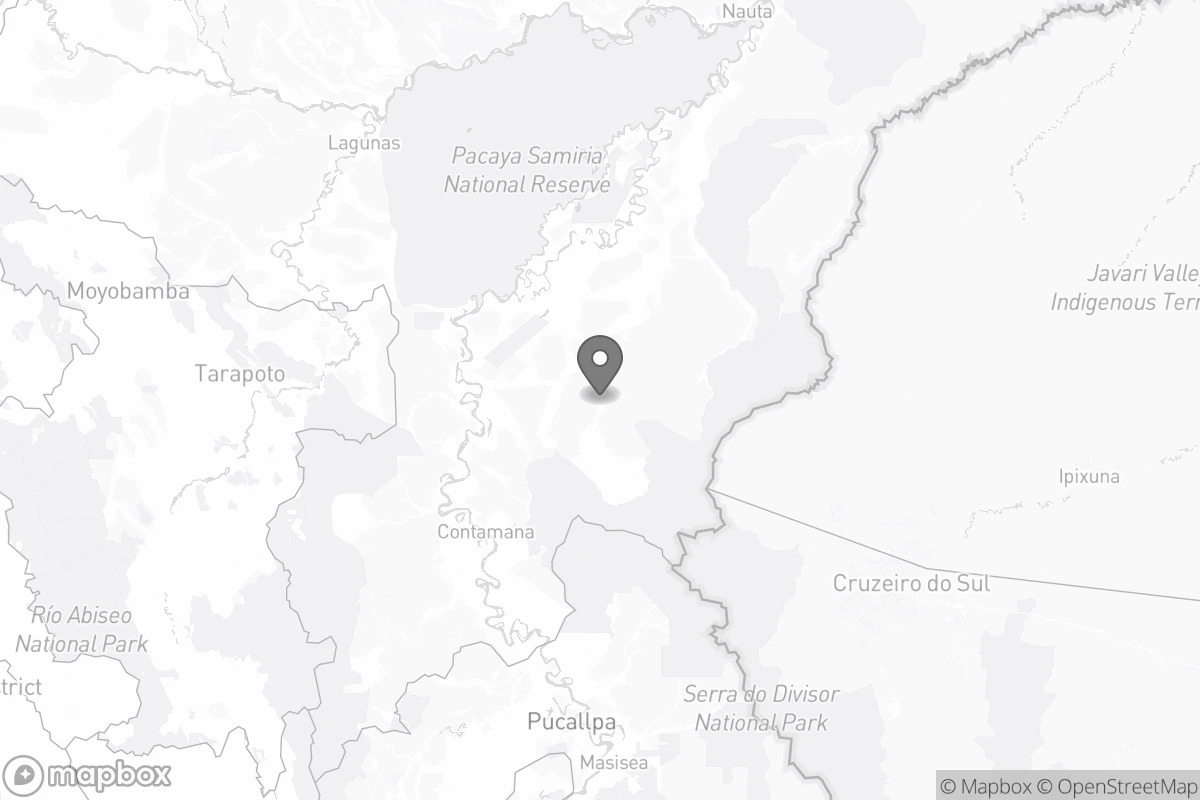 Nauta
Lagunas
Pacaya Samiria
National Reserve
Javari Valley
Indigenous Terr
Moyobamba
Tarapoto
Ipixuna
Contamana
Cruzeiro do Sul
Río Abiseo
National Park
trict
Serra do Divisor
National Park
Pucallpa
Masisea
mapbox
© Mapbox © OpenStreetMap